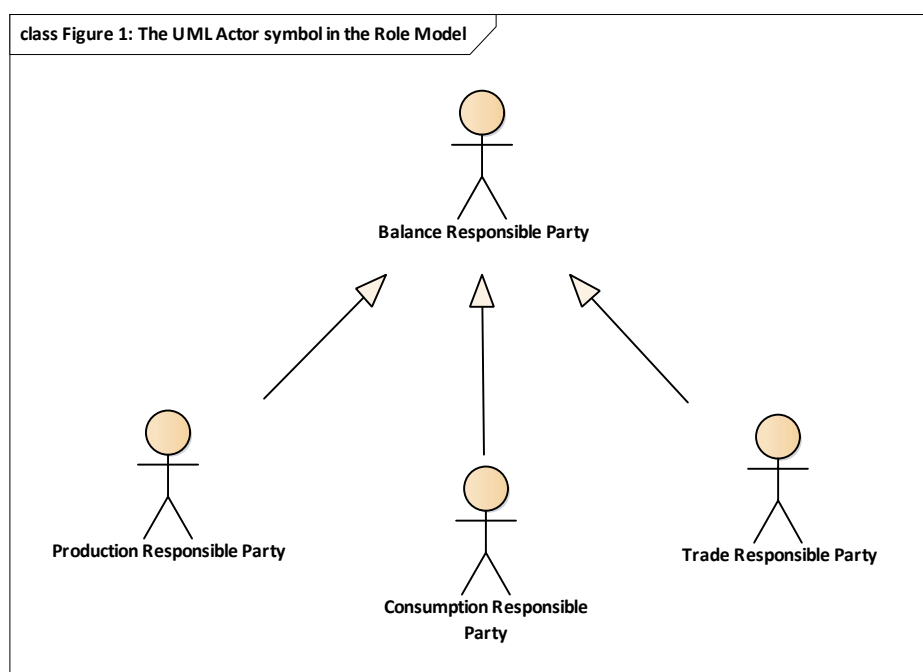 class Figure 1: The UML Actor symbol in the Role Model
Balance Responsible Party
Production Responsible Party
Trade Responsible Party
Consumption Responsible
Party